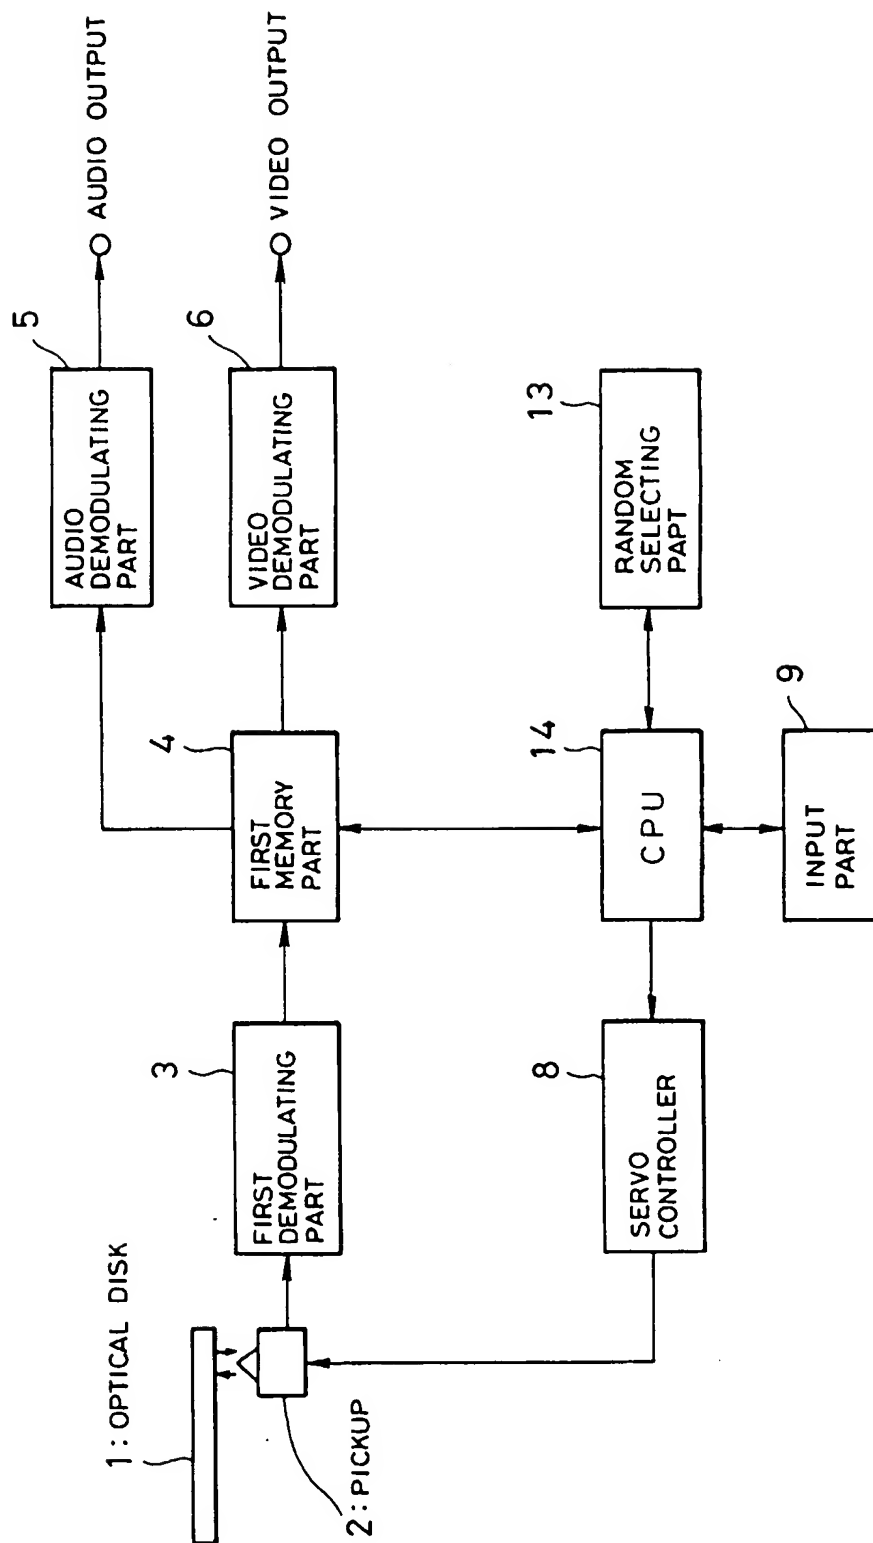 1: OPTICAL DISK
2: PICKUP
3
FIRST
DEMODULATING
PART
4
FIRST
MEMORY
PART
5
AUDIO
DEMODULATING
PART
AUDIO OUTPUT
6
VIDEO
DEMODULATING
PART
VIDEO OUTPUT
8
SERVO
CONTROLLER
14
CPU
13
RANDOM
SELECTING
PAPT
9
INPUT
PART